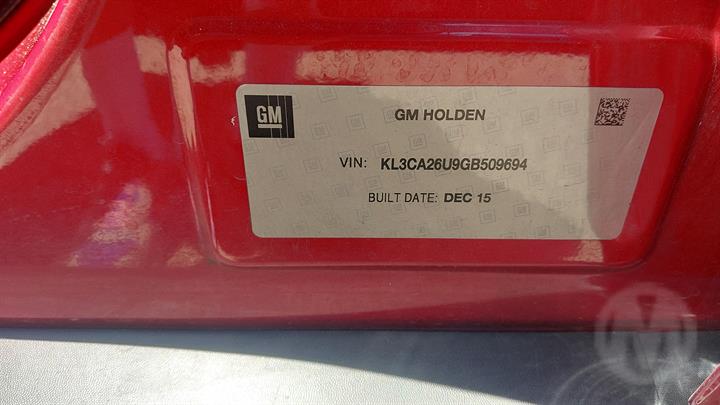 GM
GM HOLDEN
VIN: KL3CA26U9GB509694
BUILT DATE: DEC 15
M